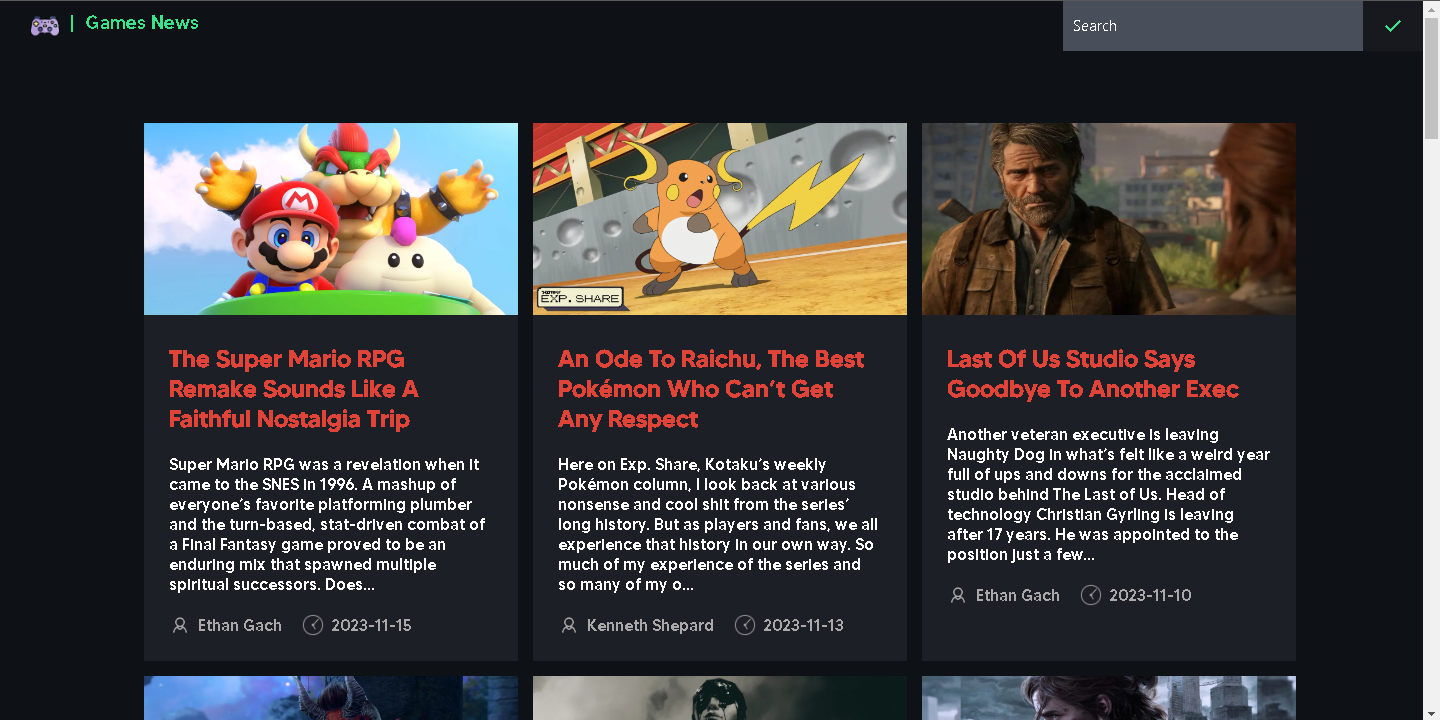 | Games News
Search
EXP. SHARE
The Super Mario RPG
Remake Sounds Like A
Faithful Nostalgia Trip
Super Mario RPG was a revelation when it
came to the SNES in 1996. A mashup of
everyone's favorite platforming plumber
and the turn-based, stat-driven combat of
a Final Fantasy game proved to be an
enduring mix that spawned multiple
spiritual successors. Does...
Ethan Gach 2023-11-15
An Ode To Raichu, The Best
Pokémon Who Can't Get
Any Respect
Here on Exp. Share, Kotaku's weekly
Pokémon column, I look back at various
nonsense and cool shit from the series'
long history. But as players and fans, we all
experience that history in our own way. So
much of my experience of the series and
so many of my o...
Kenneth Shepard 2023-11-13
Last Of Us Studio Says
Goodbye To Another Exec
Another veteran executive is leaving
Naughty Dog in what's felt like a weird year
full of ups and downs for the acclaimed
studio behind The Last of Us. Head of
technology Christian Gyrling is leaving
after 17 years. He was appointed to the
position just a few...
Ethan Gach 2023-11-10